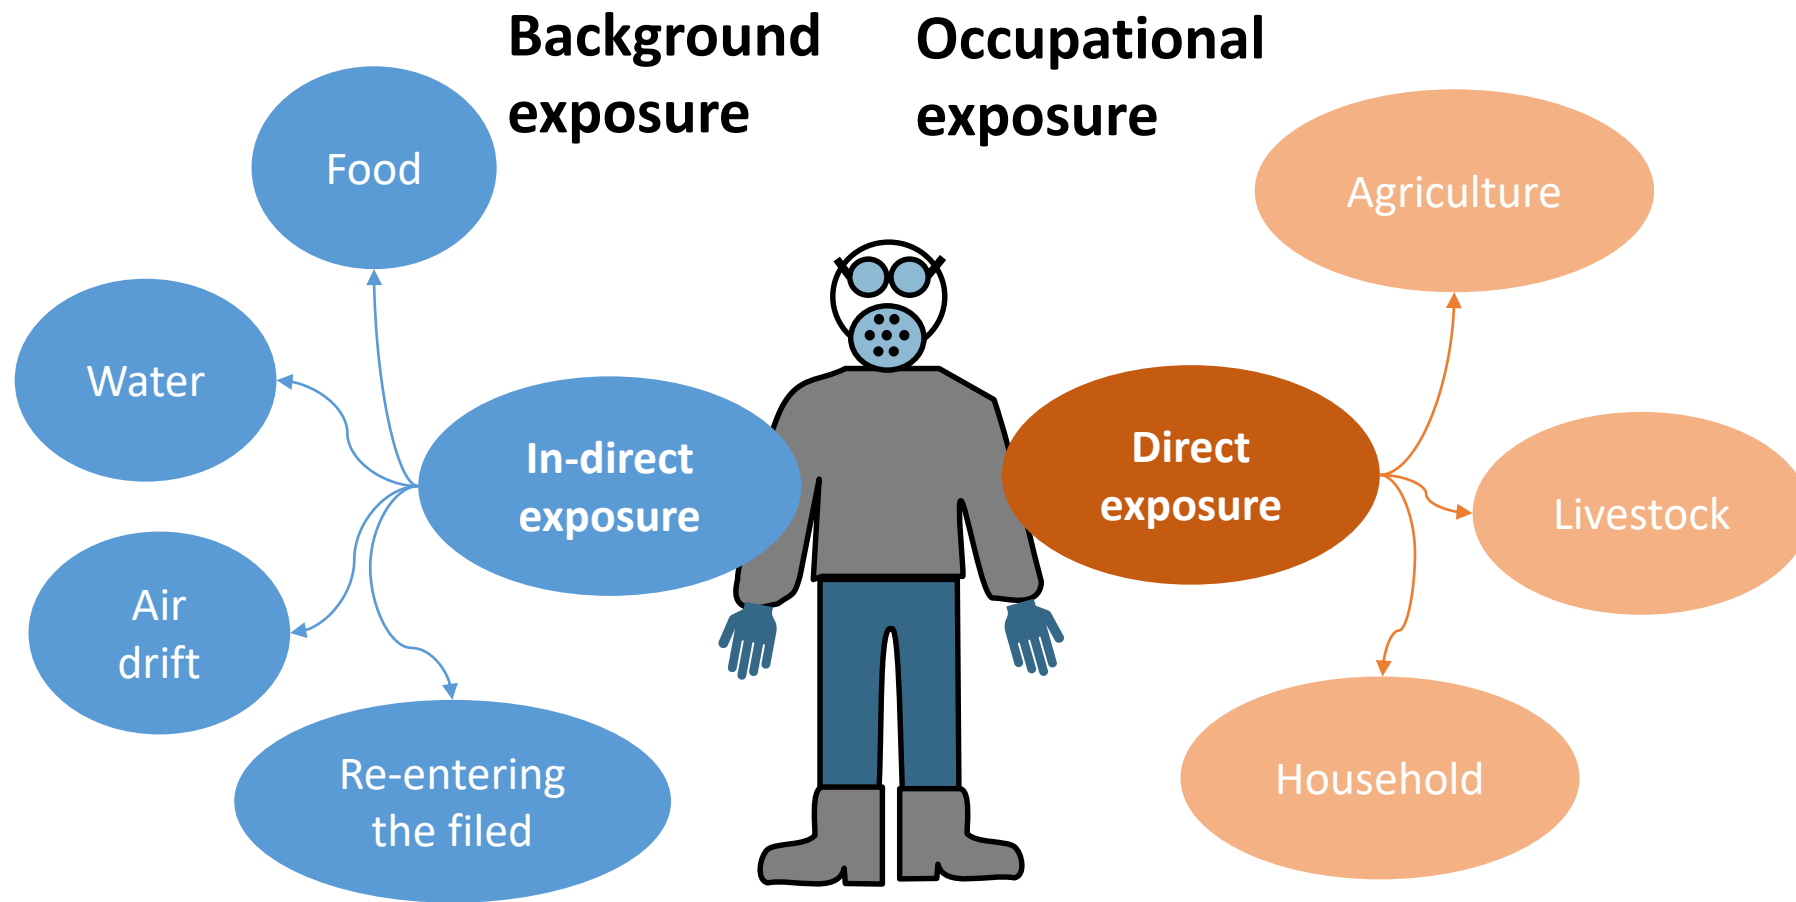 Background
exposure
Occupational
exposure
Food
Water
Air
drift
Re-entering
the filed
In-direct
exposure
Direct
exposure
Agriculture
Livestock
Household